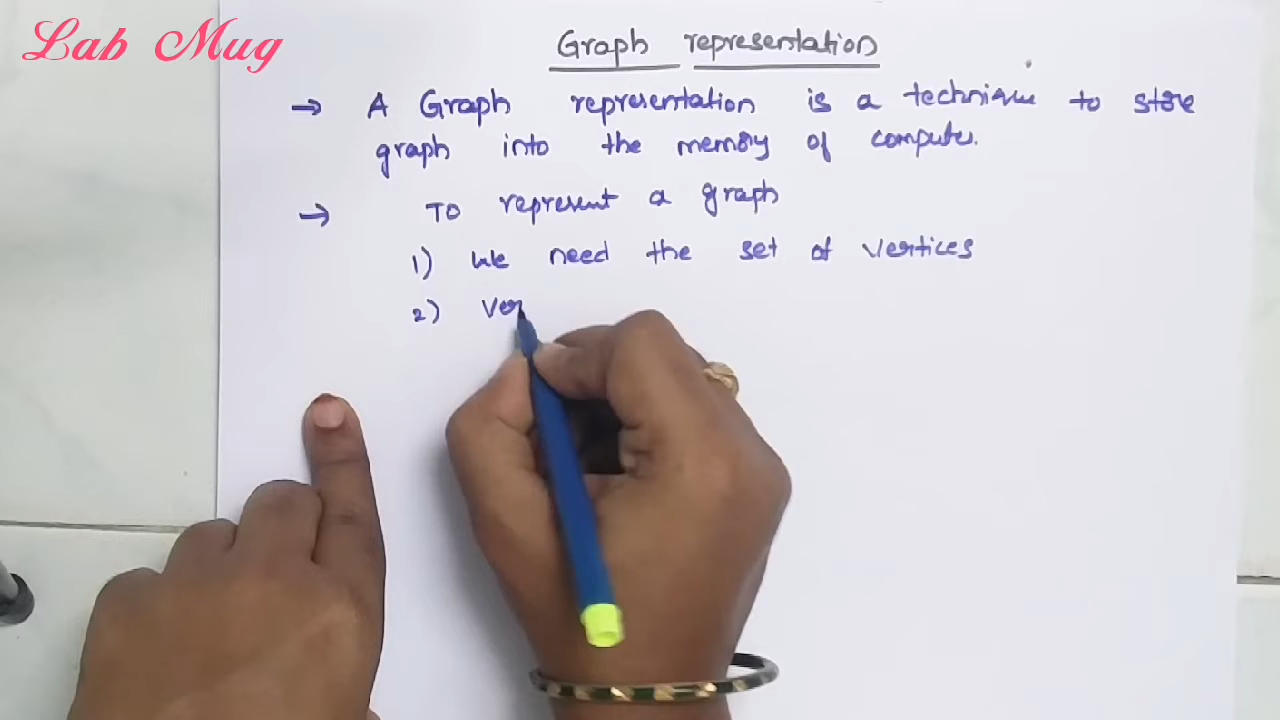 Lab Mug
Graph representation
→ A Graph representation is a technique to store
graph into the memory of computer.
→ To represent a graph
1) We need the set of vertices
2) Ver